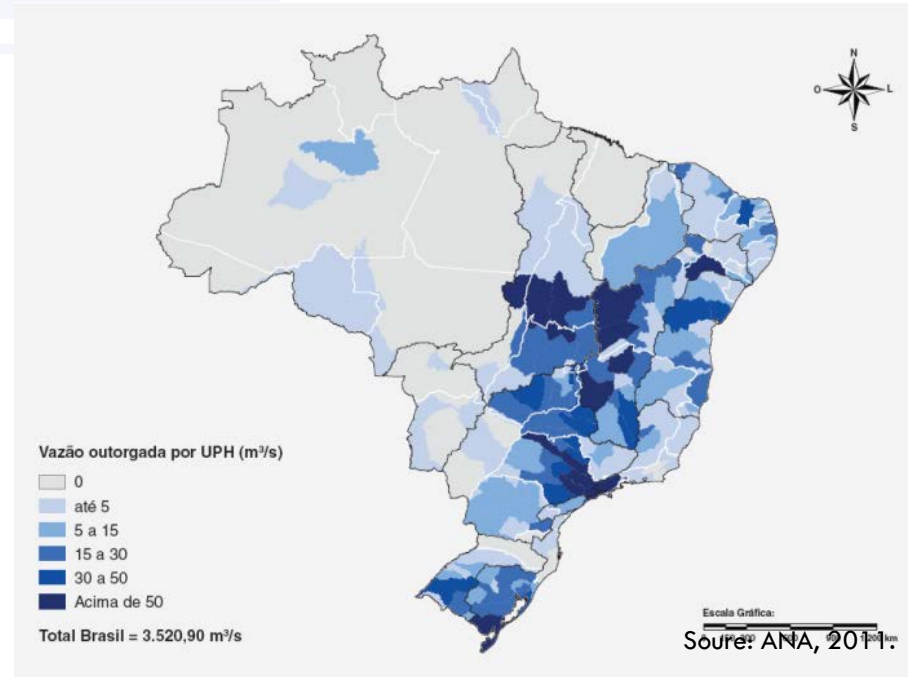 N
O L
S
Vazão outorgada por UPH (m³/s)
0
até 5
5 a 15
15 a 30
30 a 50
Acima de 50
Total Brasil = 3.520,90 m³/s
Escala Gráfica:
km
Soure: ANA, 2011.